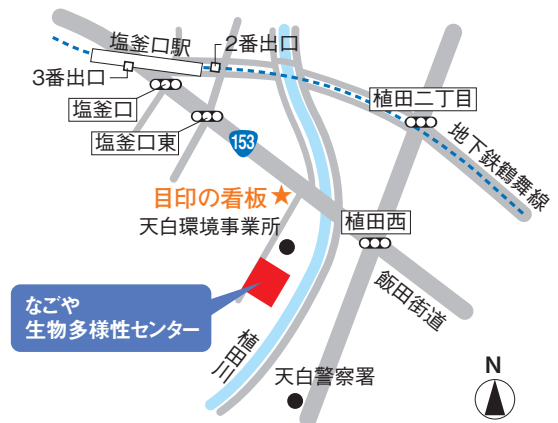 塩釜口駅
2番出口
3番出口
塩釜口
塩釜口東
153
植田二丁目
地下鉄鶴舞線
目印の看板★
天白環境事業所
植田西
飯田街道
なごや
生物多様性センター
植田川
天白警察署
N